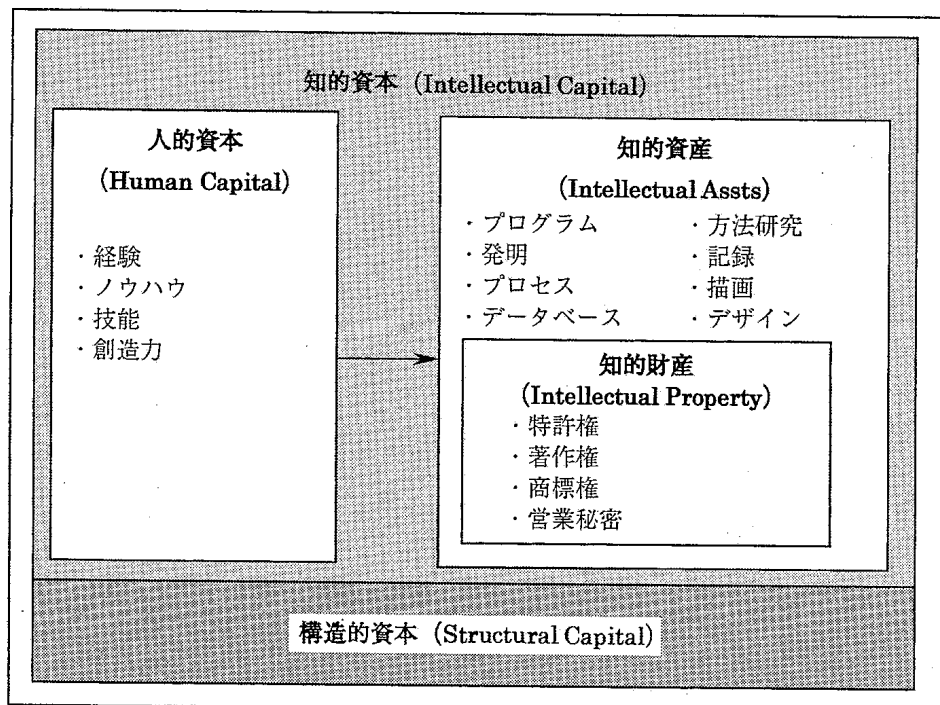 知的資本 (Intellectual Capital)
人的資本
(Human Capital)
・経験
・ノウハウ
・技能
・創造力
知的資産
(Intellectual Assts)
・プログラム
・発明
・プロセス
・データベース
・方法研究
・記録
・描画
・デザイン
知的財産
(Intellectual Property)
・特許権
・著作権
・商標権
・営業秘密
構造的資本 (Structural Capital)